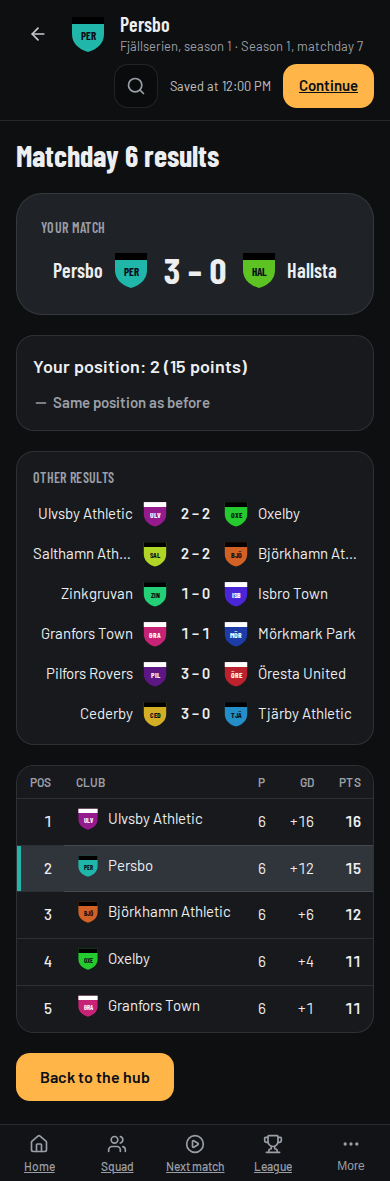 PER
Persbo
Fjällserien, season 1 · Season 1, matchday 7
Saved at 12:00 PM
Continue
Matchday 6 results
YOUR MATCH
Persbo PER 3 – 0 HAL Hallsta
Your position: 2 (15 points)
— Same position as before
OTHER RESULTS
Ulvsby Athletic ULV 2 – 2 OXE Oxelby
Salthamn Ath... SAL 2 – 2 BJÖ Björkhamn At...
Zinkgruvan ZIN 1 – 0 ISB Isbro Town
Granfors Town GRA 1 – 1 MÖR Mörkmark Park
Pilfors Rovers PIL 3 – 0 ÖRE Öresta United
Cederby CED 3 – 0 TJÄ Tjärby Athletic
POS CLUB P GD PTS
1 ULV Ulvsby Athletic 6 +16 16
2 PER Persbo 6 +12 15
3 BJÖ Björkhamn Athletic 6 +6 12
4 OXE Oxelby 6 +4 11
5 GRA Granfors Town 6 +1 11
Back to the hub
Home Squad Next match League More